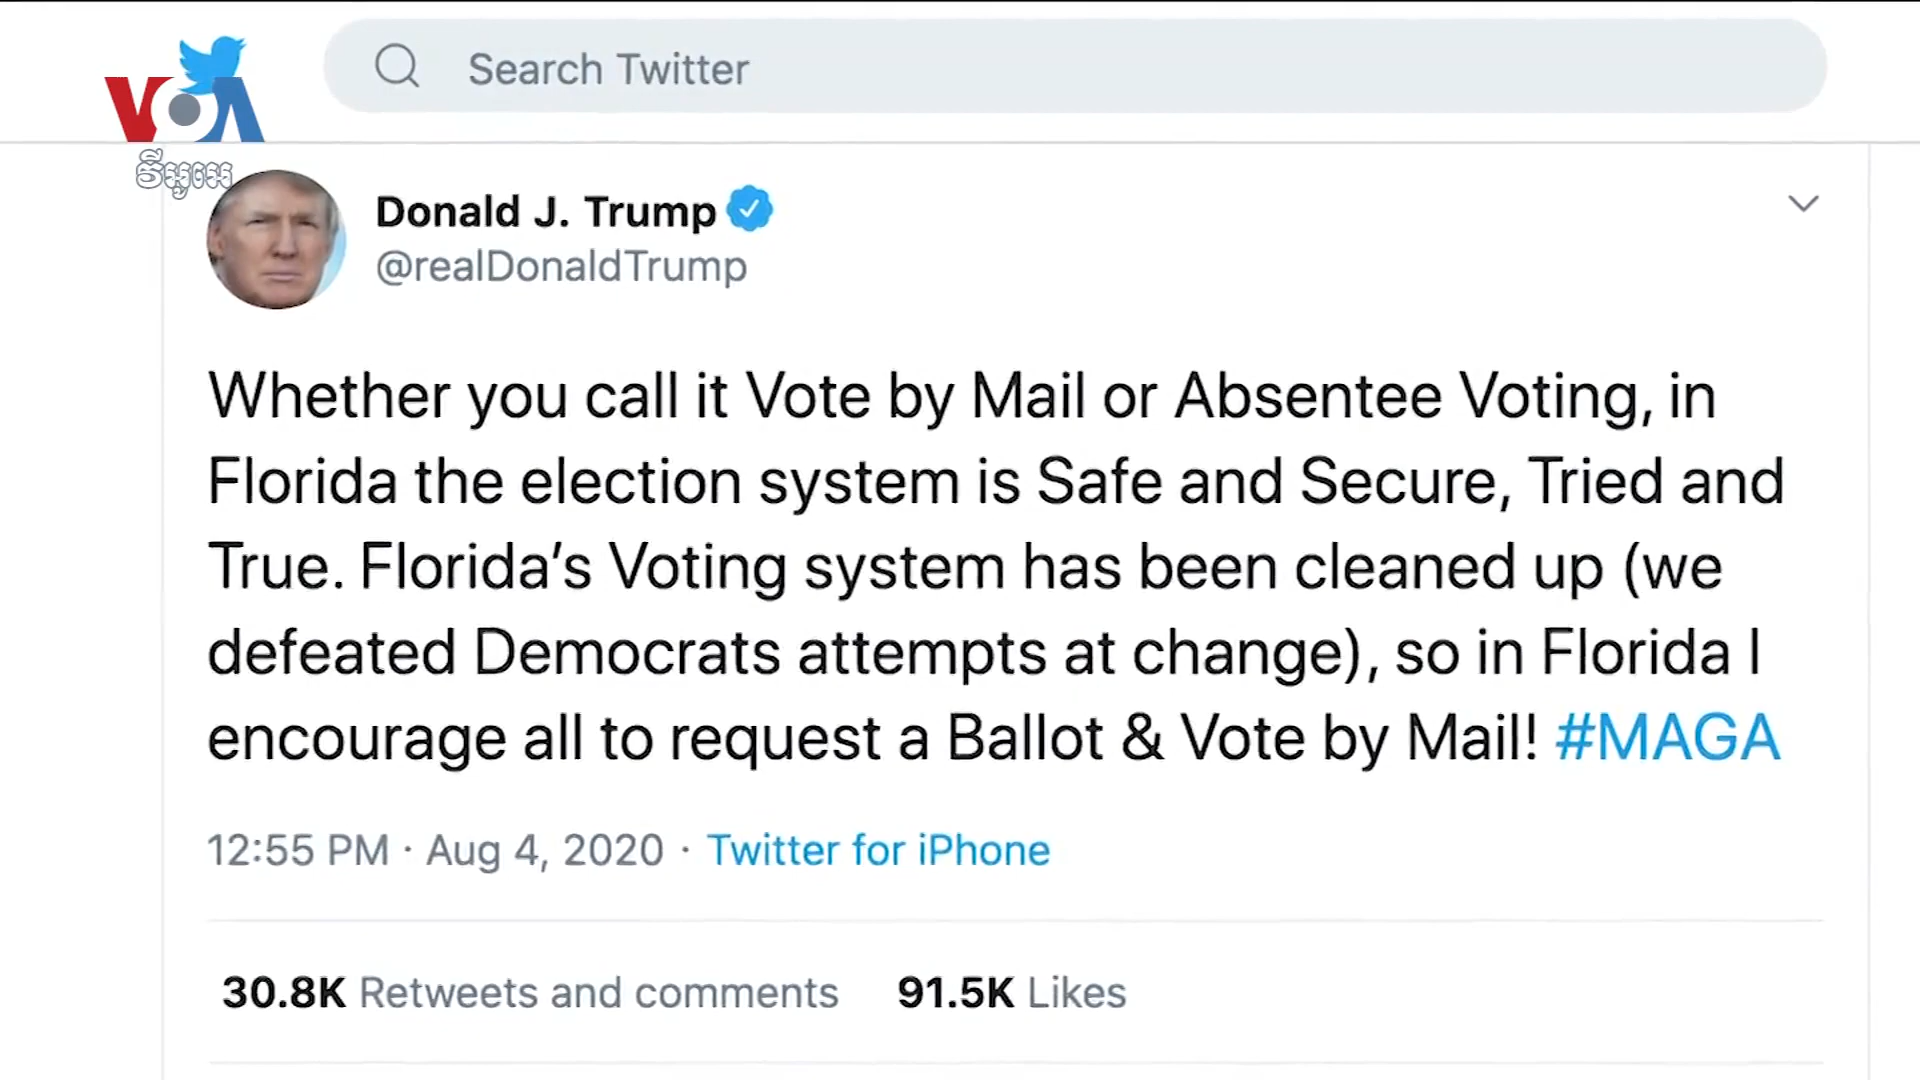 Search Twitter
VOA
វីអូអេ
Donald J. Trump
@realDonaldTrump
Whether you call it Vote by Mail or Absentee Voting, in
Florida the election system is Safe and Secure, Tried and
True. Florida’s Voting system has been cleaned up (we
defeated Democrats attempts at change), so in Florida I
encourage all to request a Ballot & Vote by Mail! #MAGA
12:55 PM · Aug 4, 2020 · Twitter for iPhone
30.8K Retweets and comments 91.5K Likes